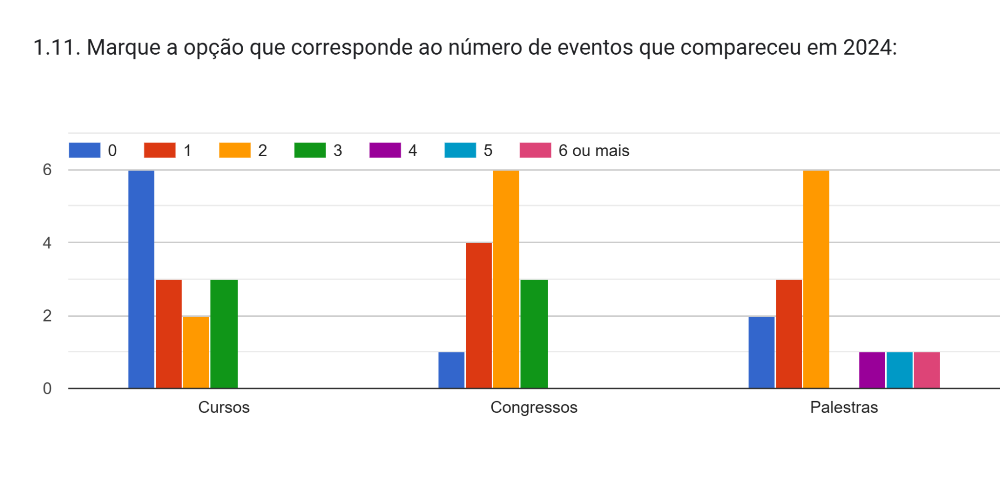 1.11. Marque a opção que corresponde ao número de eventos que compareceu em 2024:
0 1 2 3 4 5 6 ou mais
6
4
2
0
Cursos Congressos Palestras